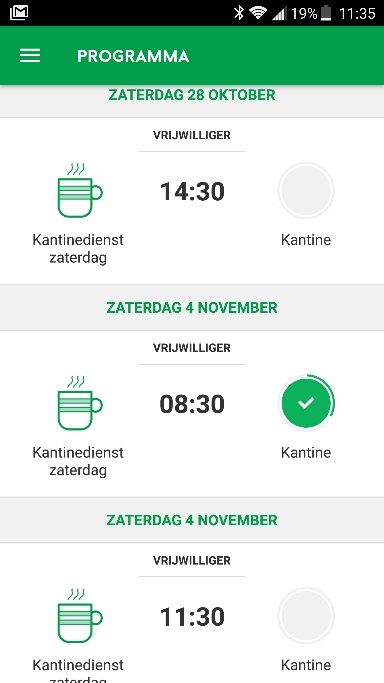 19% 11:35
PROGRAMMA
ZATERDAG 28 OKTOBER
VRIJWILLIGER
14:30
Kantinedienst
zaterdag
Kantine
ZATERDAG 4 NOVEMBER
VRIJWILLIGER
08:30
Kantinedienst
zaterdag
Kantine
ZATERDAG 4 NOVEMBER
VRIJWILLIGER
11:30
Kantinedienst
zaterdag
Kantine